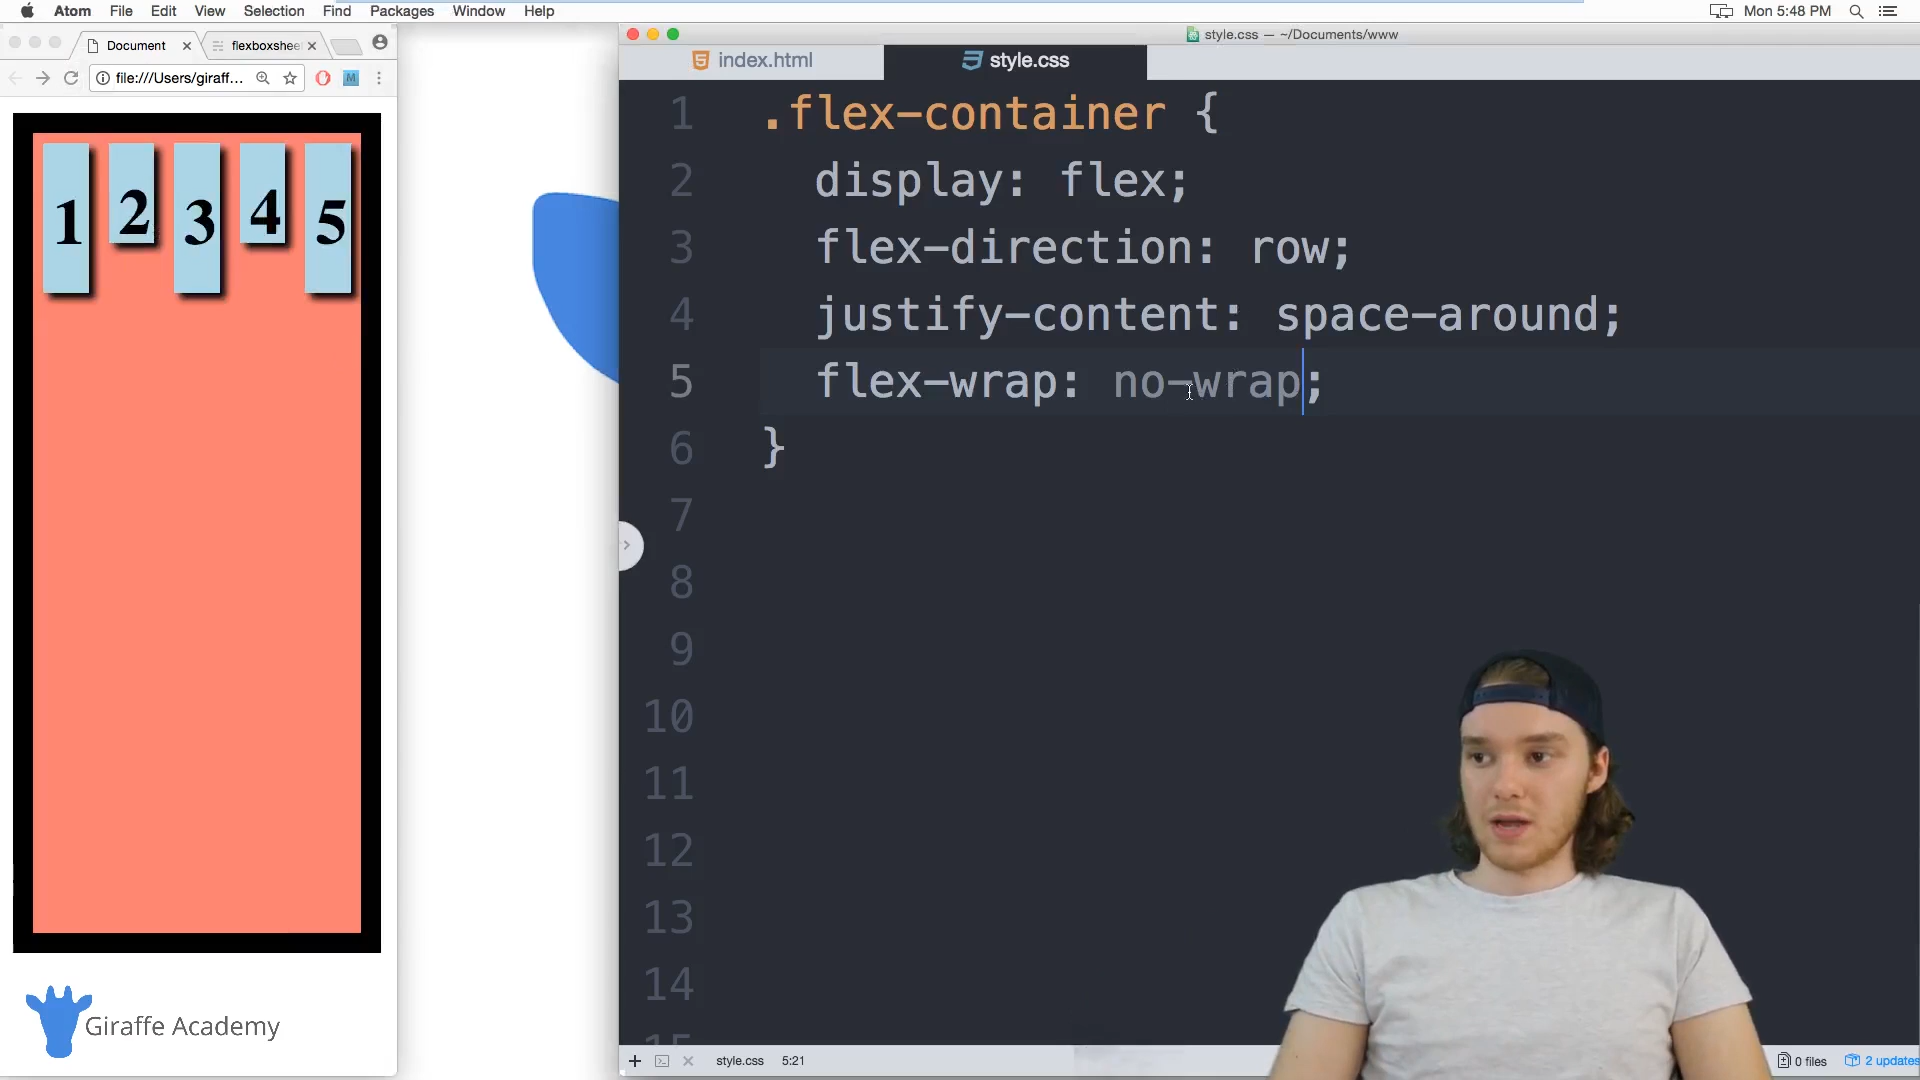 Atom File Edit View Selection Find Packages Window Help
Mon 5:48 PM
Document
flexboxsheet
file:///Users/giraff...
M
1 2 3 4 5
Giraffe Academy
style.css — ~/Documents/www
index.html
style.css
1 .flex-container {
2 display: flex;
3 flex-direction: row;
4 justify-content: space-around;
5 flex-wrap: no-wrap;
6 }
7
8
9
10
11
12
13
14
style.css 5:21
0 files 2 updates